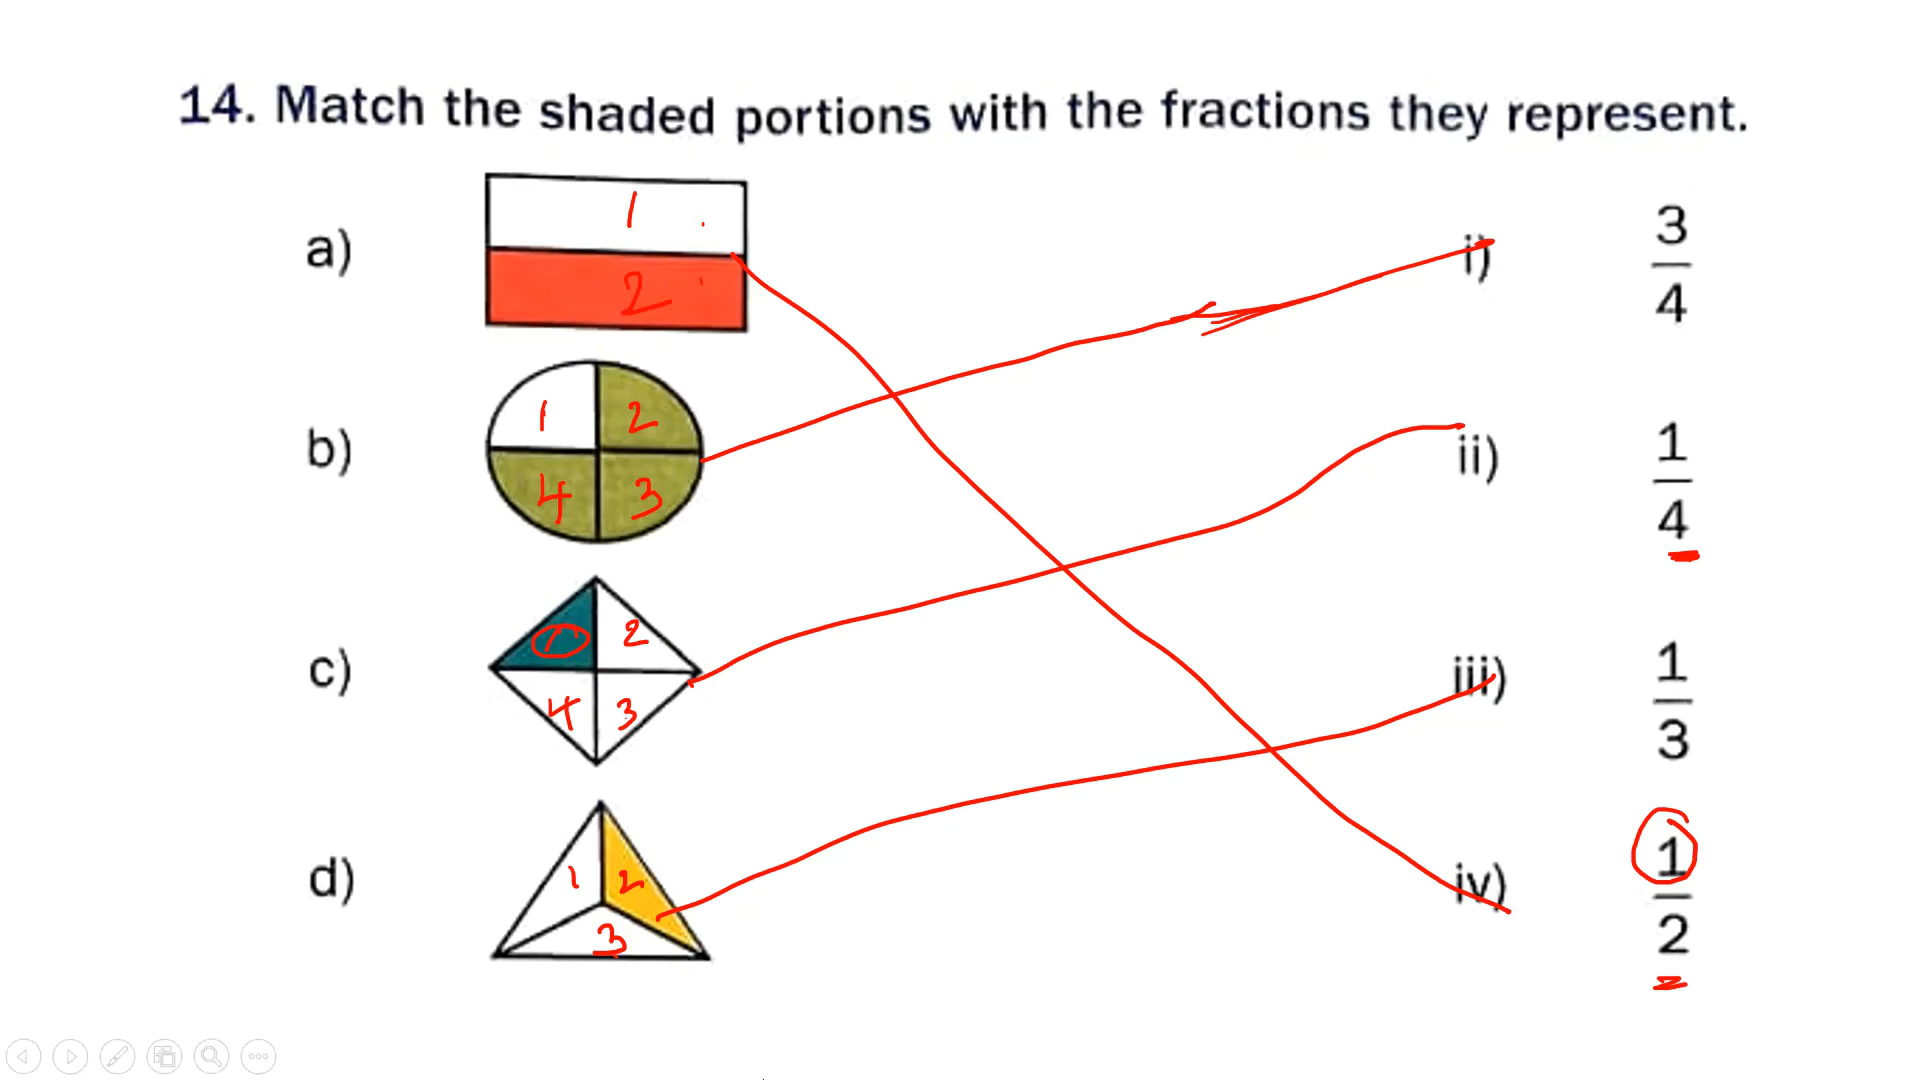 14. Match the shaded portions with the fractions they represent.
a)
1
2
i)
3
4
b)
1
2
4
3
ii)
1
4
c)
1
2
4
3
iii)
1
3
d)
1
2
3
iv)
1
2